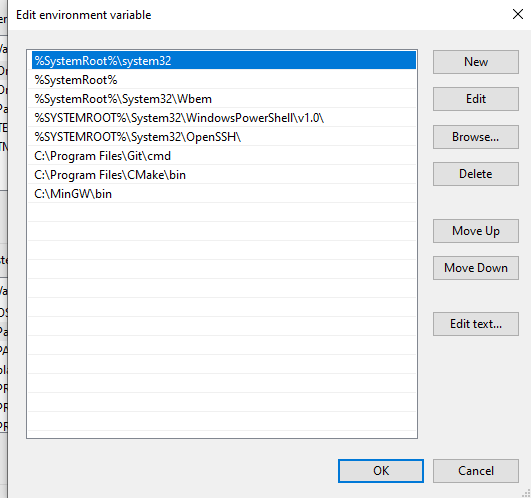 Edit environment variable
%SystemRoot%\system32
%SystemRoot%
%SystemRoot%\System32\Wbem
%SYSTEMROOT%\System32\WindowsPowerShell\v1.0\
%SYSTEMROOT%\System32\OpenSSH\
C:\Program Files\Git\cmd
C:\Program Files\CMake\bin
C:\MinGW\bin
New
Edit
Browse...
Delete
Move Up
Move Down
Edit text...
OK
Cancel